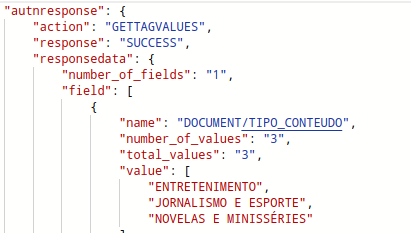 "autnresponse": {
"action": "GETTAGVALUES",
"response": "SUCCESS",
"responsedata": {
"number_of_fields": "1",
"field": [
{
"name": "DOCUMENT/TIPO_CONTEUDO",
"number_of_values": "3",
"total_values": "3",
"value": [
"ENTRETENIMENTO",
"JORNALISMO E ESPORTE",
"NOVELAS E MINISSÉRIES"